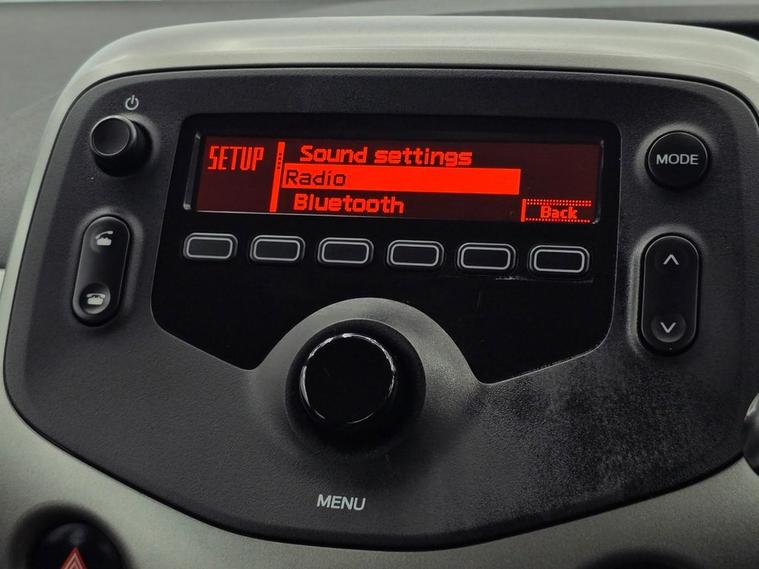 SETUP
Sound settings
Radio
Bluetooth
Back
MODE
MENU